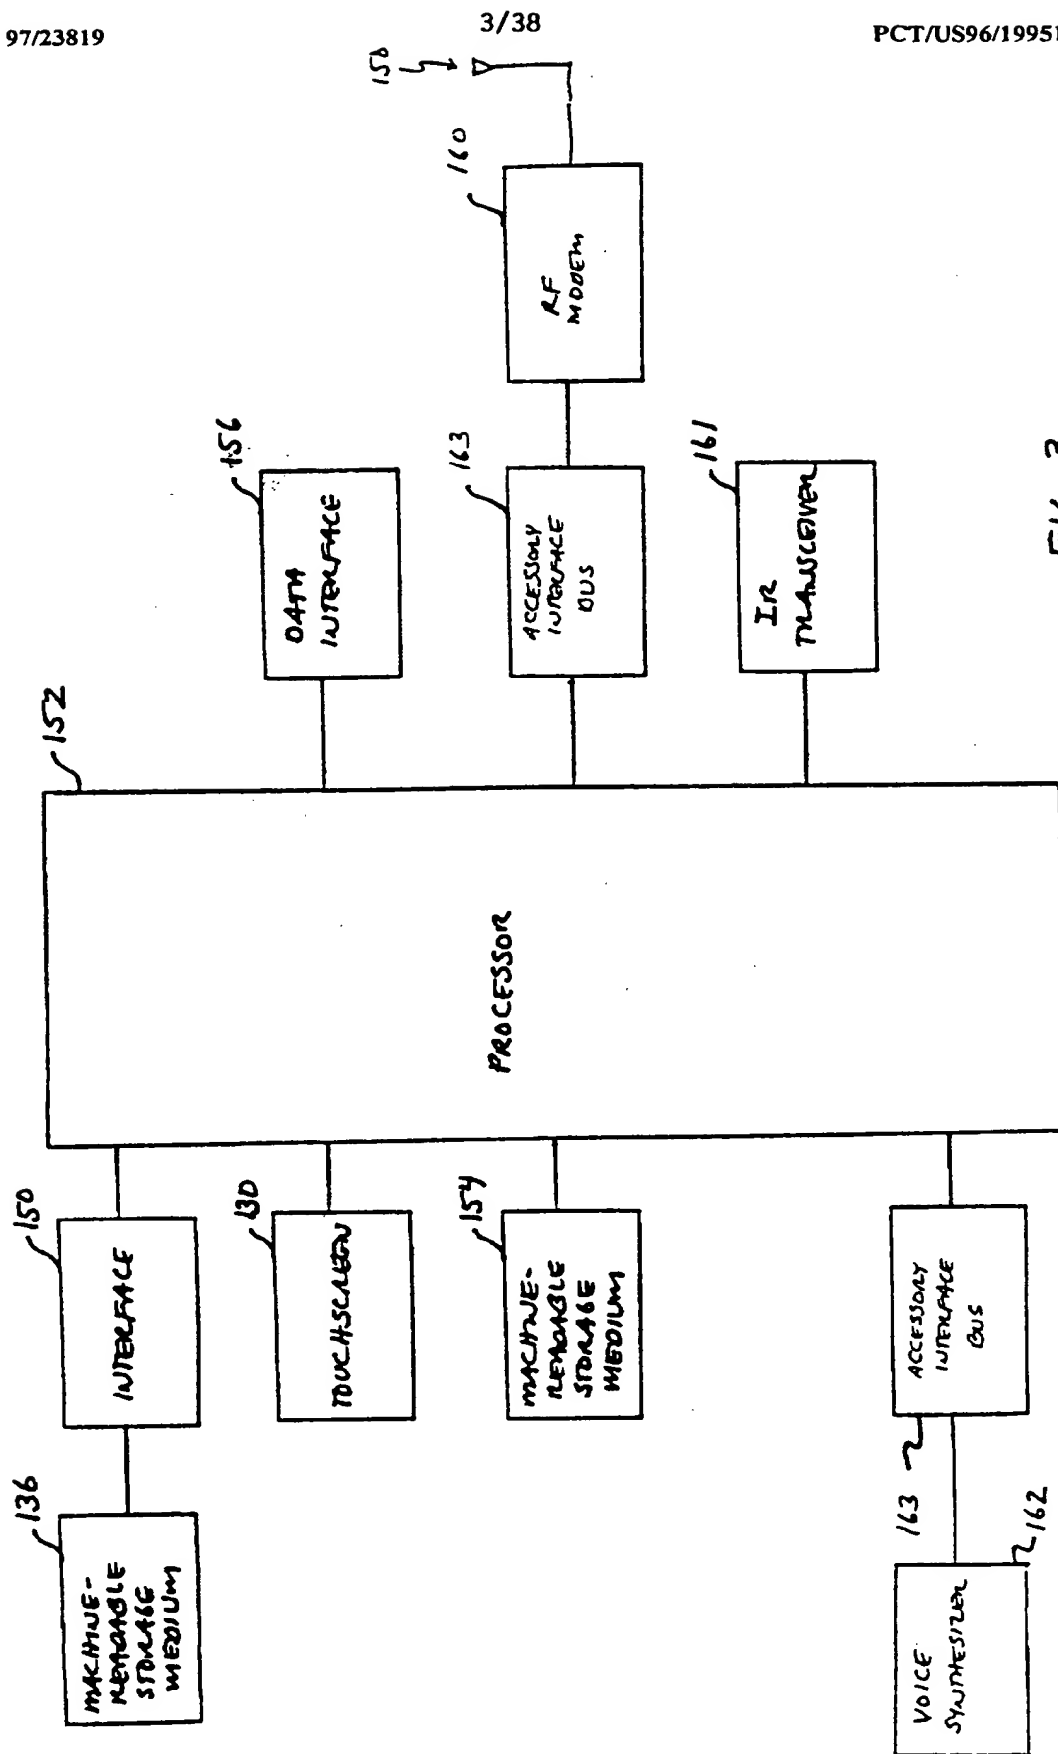 97/23819
3/38
PCT/US96/19951
158
160
RF
MODEM
156
DATA
INTERFACE
163
ACCESSORY
INTERFACE
BUS
161
IR
TRANSCEIVER
152
PROCESSOR
150
INTERFACE
130
TOUCHSCREEN
154
MACHINE-
READABLE
STORAGE
MEDIUM
163
ACCESSORY
INTERFACE
BUS
136
MACHINE-
READABLE
STORAGE
MEDIUM
162
VOICE
SYNTHESIZER